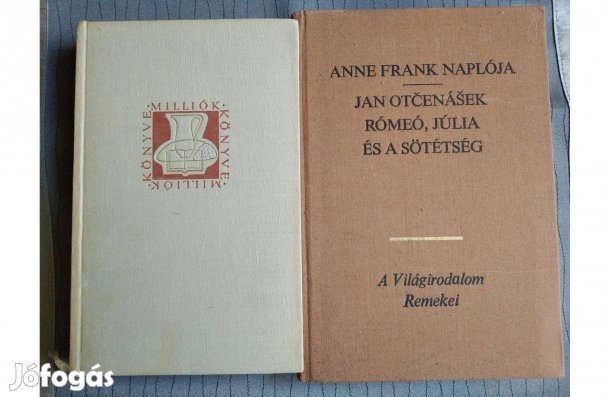 MILLIÓK
KÖNYVE
MILLIÓK
KÖNYVE
ANNE FRANK NAPLÓJA
JAN OTČENÁŠEK
RÓMEÓ, JÚLIA
ÉS A SÖTÉTSÉG
A Világirodalom
Remekei
Jófogás